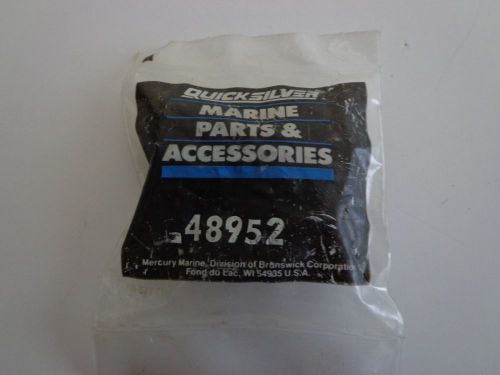 QUICKSILVER
MARINE
PARTS &
ACCESSORIES
48952
Mercury Marine, Division of Brunswick Corporation
Fond du Lac, WI 54935 U.S.A.